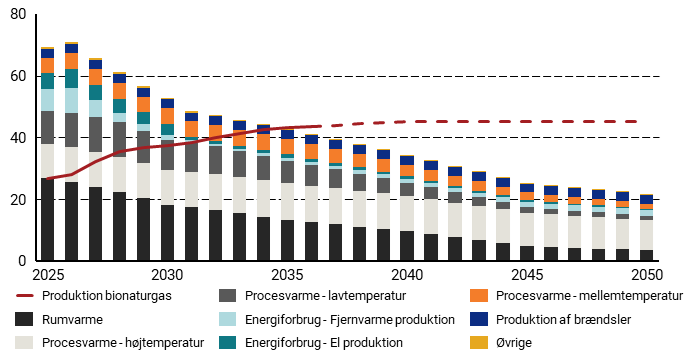 80
60
40
20
0
2025 2030 2035 2040 2045 2050
Produktion bionaturgas Procesvarme - lavtemperatur Procesvarme - mellemtemperatur
Rumvarme Energiforbrug - Fjernvarme produktion Produktion af brændsler
Procesvarme - højtemperatur Energiforbrug - El produktion Øvrige